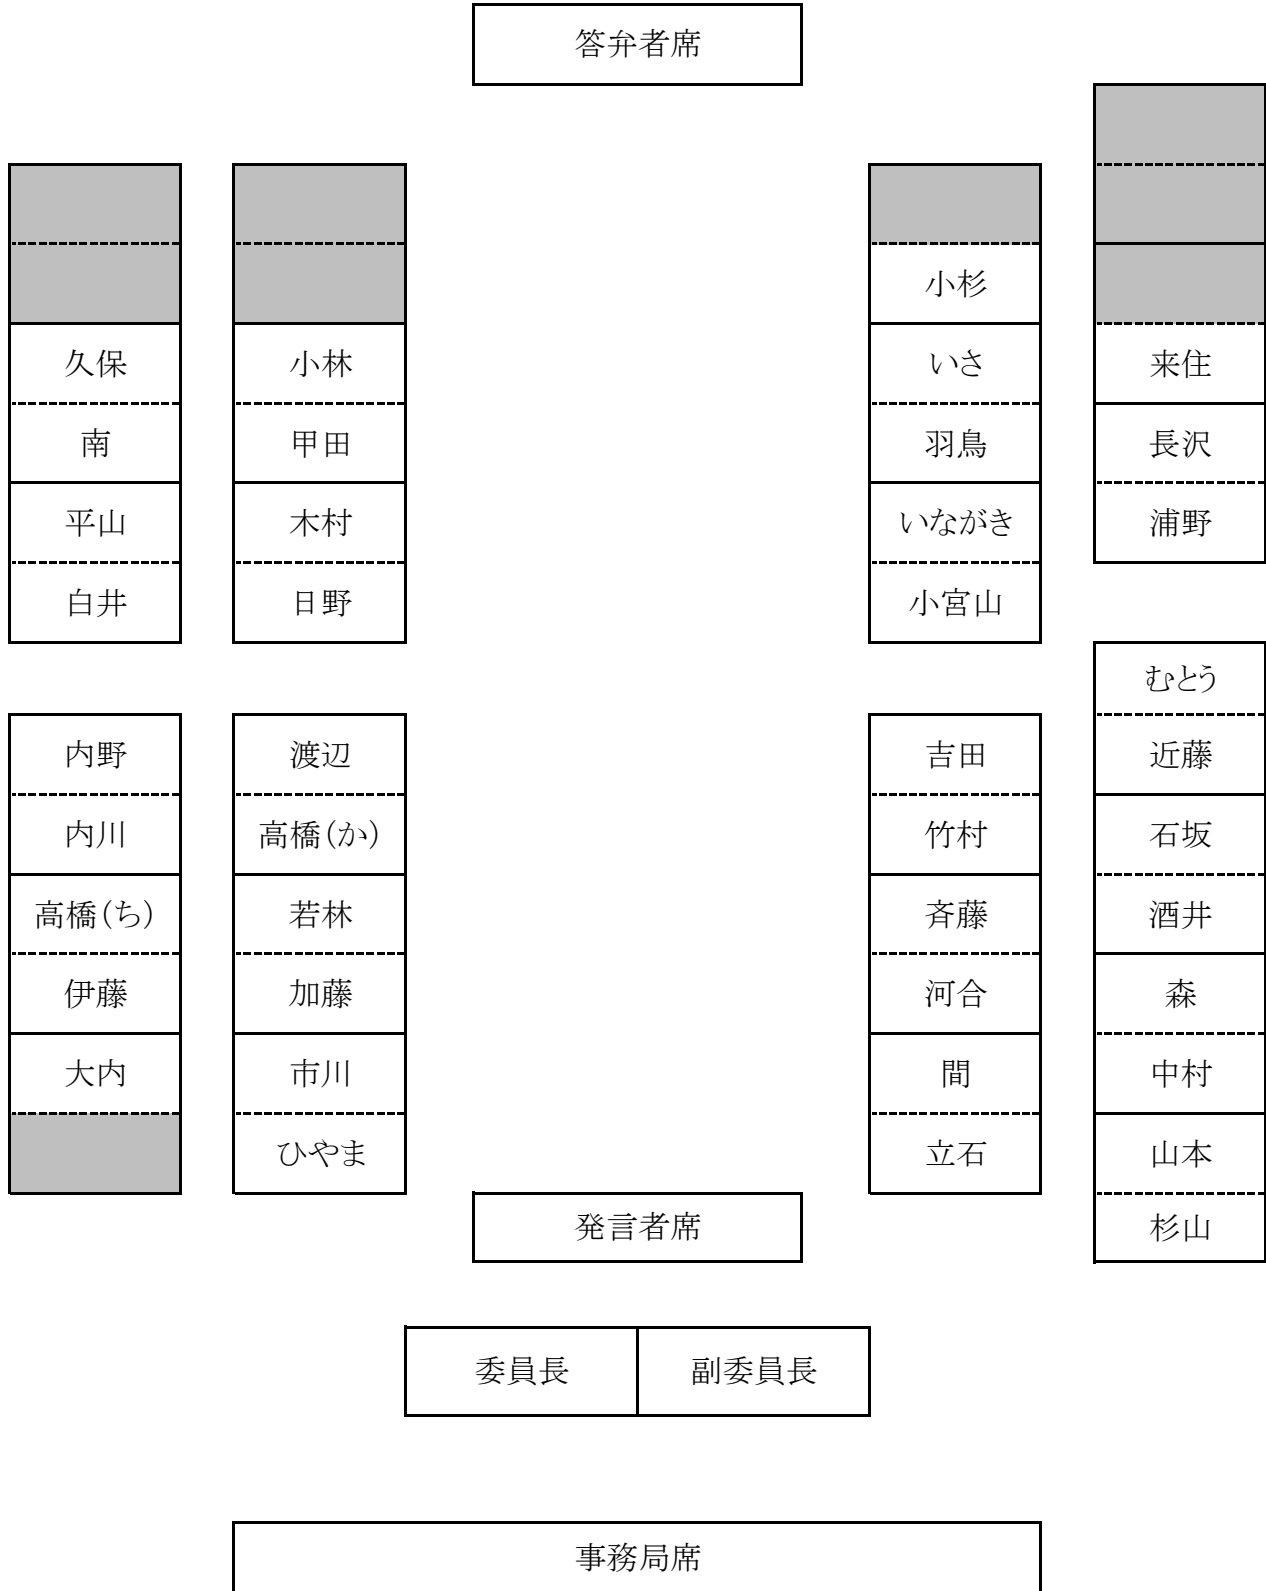 答弁者席
久保
南
平山
白井
小林
甲田
木村
日野
小杉
いさ
羽鳥
いながき
小宮山
来住
長沢
浦野
内野
内川
高橋(ち)
伊藤
大内
渡辺
高橋(か)
若林
加藤
市川
ひやま
吉田
竹村
斉藤
河合
間
立石
むとう
近藤
石坂
酒井
森
中村
山本
杉山
発言者席
委員長
副委員長
事務局席